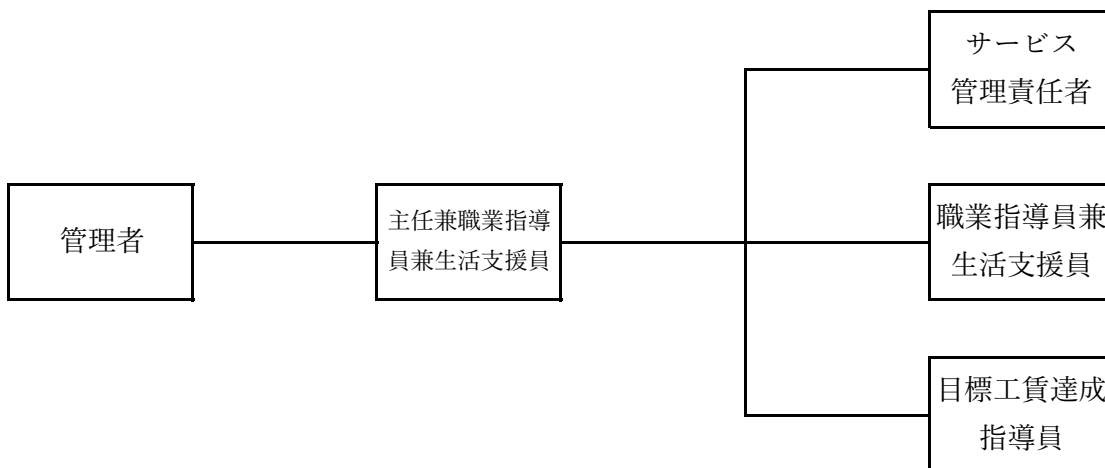 管理者
主任兼職業指導
員兼生活支援員
サービス
管理責任者
職業指導員兼
生活支援員
目標工賃達成
指導員